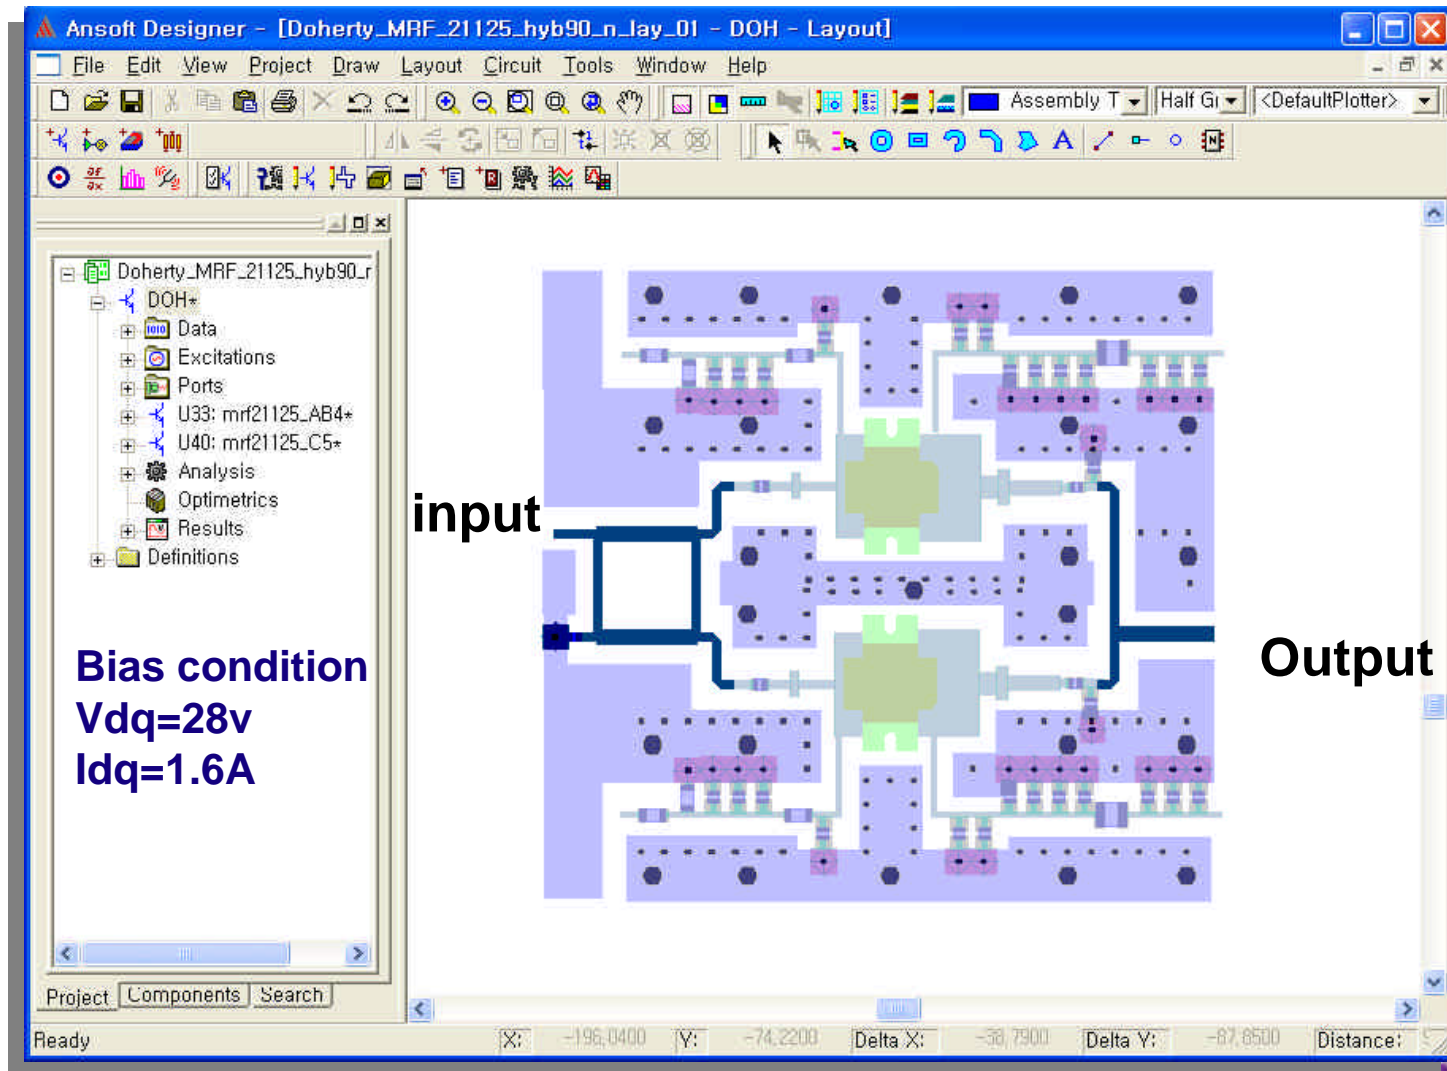 Ansoft Designer - [Doherty_MRF_21125_hyb90_n_lay_01 - DOH - Layout]
File Edit View Project Draw Layout Circuit Tools Window Help
Assembly T Half Gr <DefaultPlotter>
Doherty_MRF_21125_hyb90_r
DOH*
Data
Excitations
Ports
U33: mrf21125_AB4*
U40: mrf21125_C5*
Analysis
Optimetrics
Results
Definitions
input
Output
Bias condition
Vdq=28v
Idq=1.6A
Project Components Search
Ready X: -196,0400 Y: -74,2200 Delta X: -38,7900 Delta Y: -87,8500 Distance: